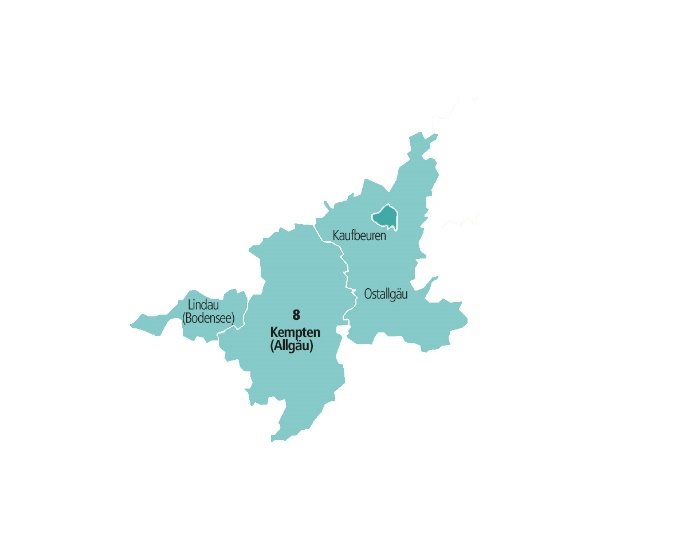 Kaufbeuren
Ostallgäu
Lindau
(Bodensee)
8
Kempten
(Allgäu)